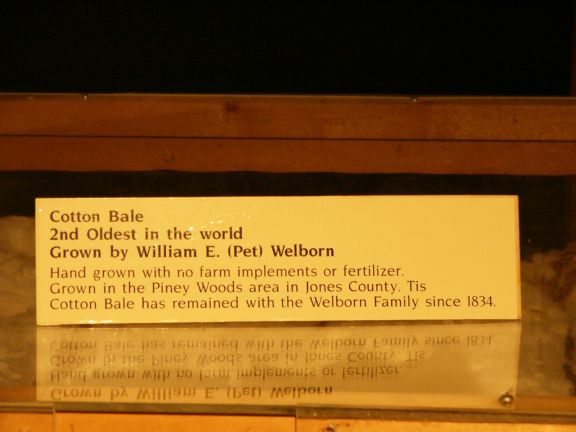 Cotton Bale
2nd Oldest in the world
Grown by William E. (Pet) Welborn
Hand grown with no farm implements or fertilizer.
Grown in the Piney Woods area in Jones County. Tis
Cotton Bale has remained with the Welborn Family since 1834.